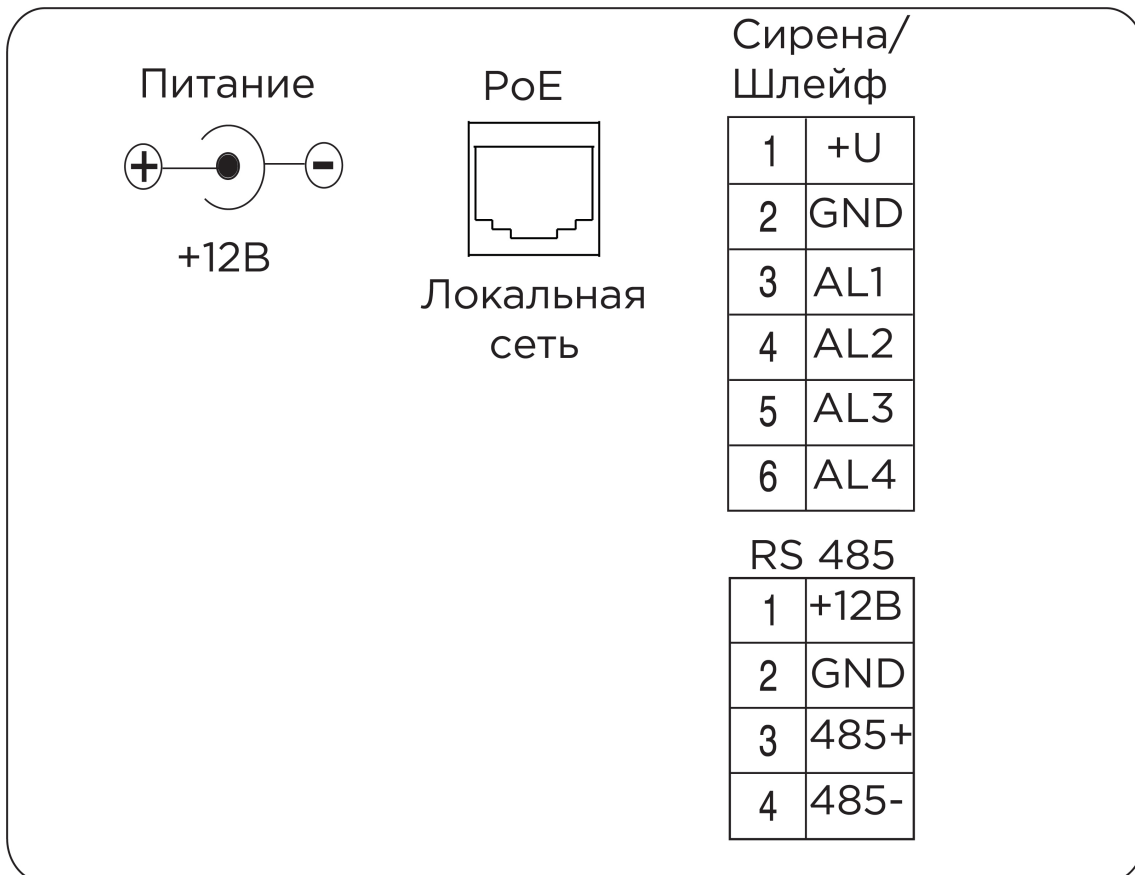 Питание
+ -
+12В
PoE
Локальная
сеть
Сирена/
Шлейф
1 +U
2 GND
3 AL1
4 AL2
5 AL3
6 AL4
RS 485
1 +12В
2 GND
3 485+
4 485-